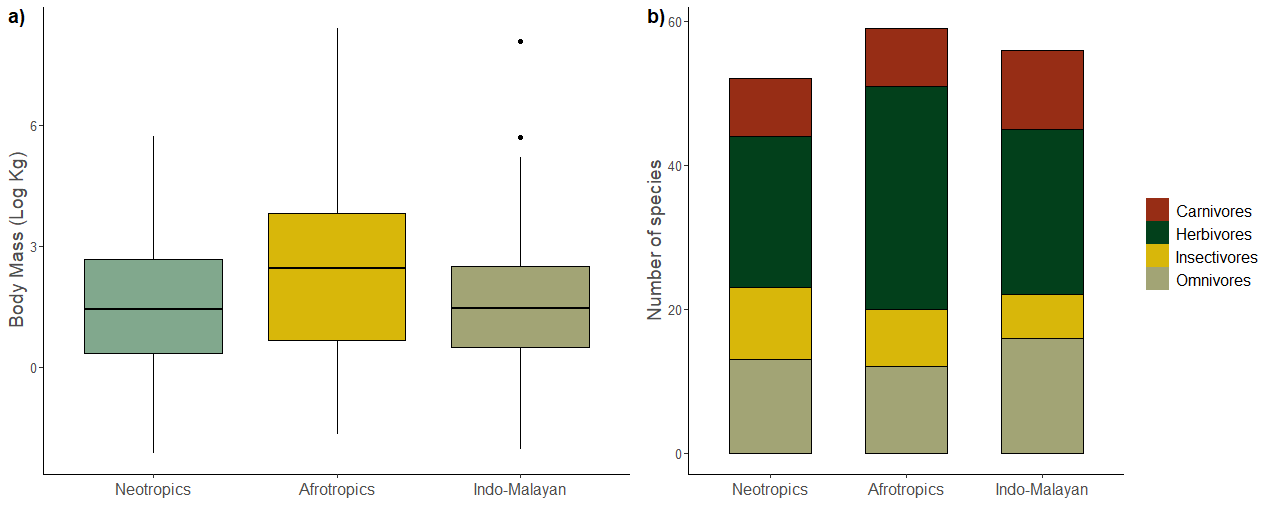 a)
Body Mass (Log Kg)
6
3
0
Neotropics
Afrotropics
Indo-Malayan
b)
Number of species
60
40
20
0
Neotropics
Afrotropics
Indo-Malayan
Carnivores
Herbivores
Insectivores
Omnivores